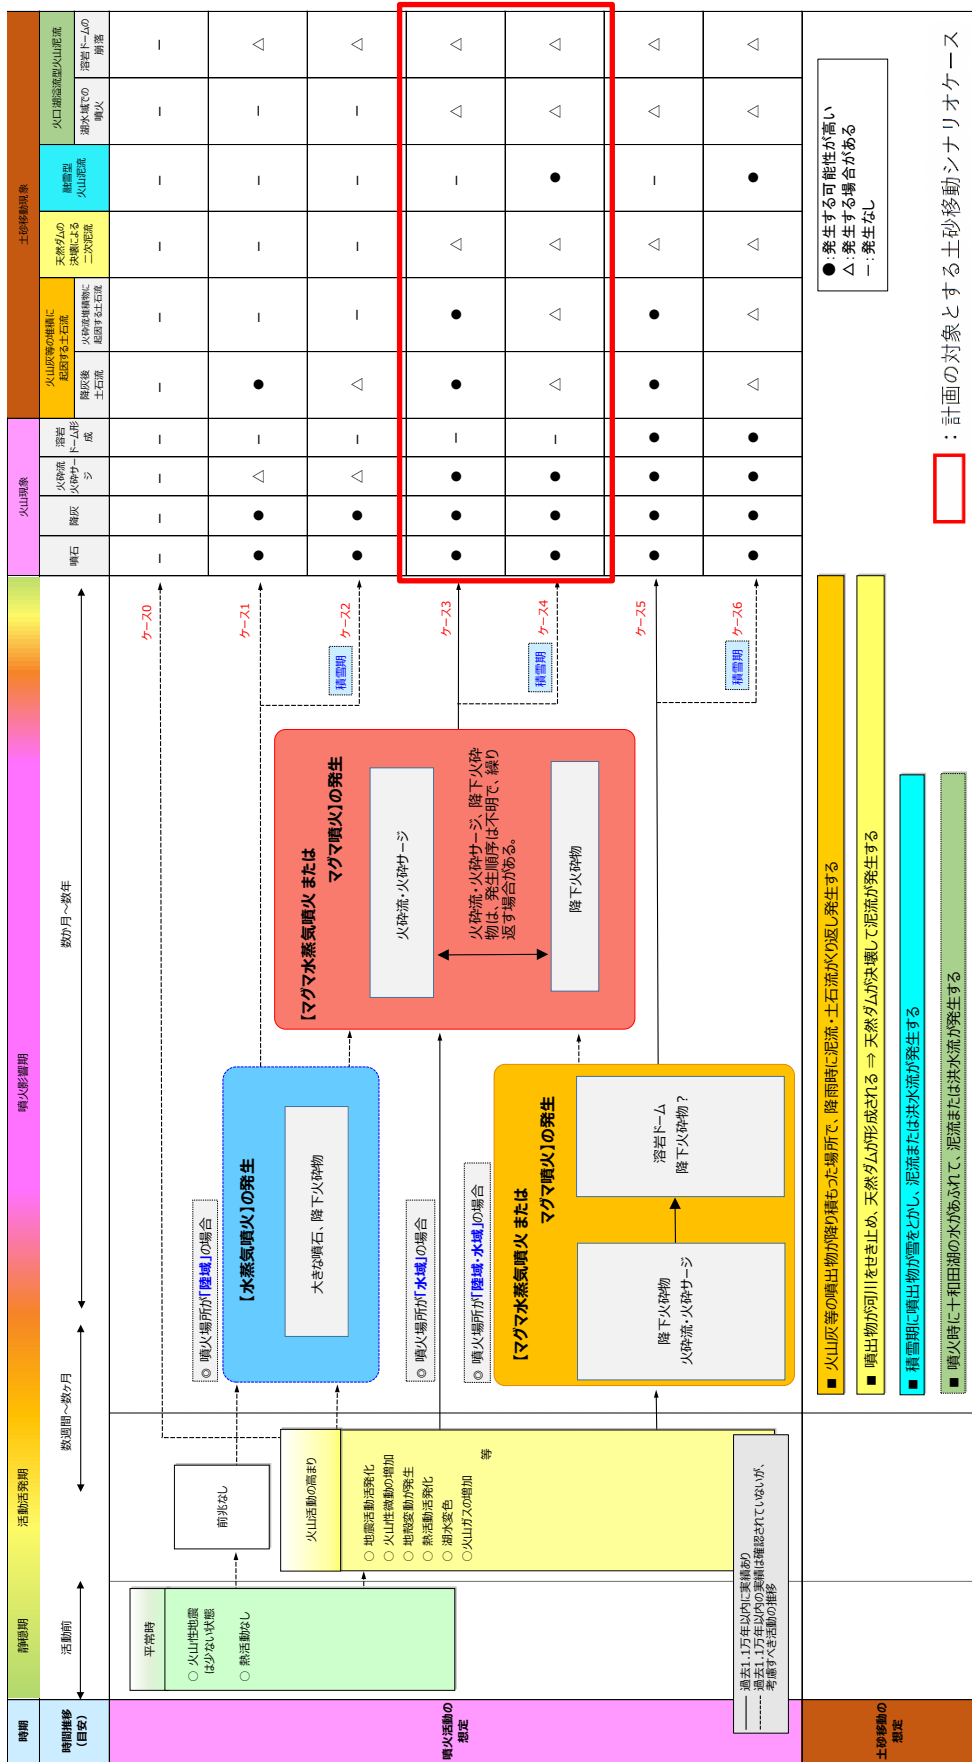 時期
静穏期
活動活発期
噴火影響期
火山現象
土砂移動現象
時間推移
(目安)
活動前
数週間～数ヶ月
数か月～数年
噴石
降灰
火砕流
火砕サー
ジ
溶岩
ドーム形
成
火山灰等の堆積に
起因する土石流
降灰後
土石流
火砕流堆積物に
起因する土石流
天然ダムの
決壊による
二次泥流
融雪型
火山泥流
火口湖溢流型火山泥流
湖水域での
噴火
溶岩ドームの
崩落
噴火活動の
想定
平常時
○ 火山性地震
は少ない状態
○ 熱活動なし
前兆なし
火山活動の高まり
○ 地震活動活発化
○ 火山性微動の増加
○ 地殻変動が発生
○ 熱活動活発化
○ 湖水変色
○火山ガスの増加
等
◎ 噴火場所が「陸域」の場合
【水蒸気噴火】の発生
大きな噴石、降下火砕物
◎ 噴火場所が「水域」の場合
◎ 噴火場所が「陸域・水域」の場合
【マグマ水蒸気噴火 または
マグマ噴火】の発生
降下火砕物
火砕流・火砕サージ
溶岩ドーム
降下火砕物？
【マグマ水蒸気噴火 または
マグマ噴火】の発生
火砕流・火砕サージ
火砕流・火砕サージ、降下火砕
物は、発生順序は不明で、繰り
返す場合がある。
降下火砕物
ケース0
－ － － － － － － － － －
ケース1
● ● △ － ● － － － － △
積雪期
ケース2
● ● △ － △ － － － － △
ケース3
● ● ● － ● ● △ － △ △
積雪期
ケース4
● ● ● － △ △ △ ● △ △
ケース5
● ● ● ● ● ● △ － △ △
積雪期
ケース6
● ● ● ● △ △ △ ● △ △
過去1.1万年以内に実績あり
過去1.1万年以内の実績は確認されていないが、
考慮すべき活動の推移
土砂移動の
想定
■ 火山灰等の噴出物が降り積もった場所で、降雨時に泥流・土石流がくり返し発生する
■ 噴出物が河川をせき止め、天然ダムが形成される ⇒ 天然ダムが決壊して泥流が発生する
■ 積雪期に噴出物が雪をとかし、泥流または洪水流が発生する
■ 噴火時に十和田湖の水があふれて、泥流または洪水流が発生する
●:発生する可能性が高い
△:発生する場合がある
－:発生なし
：計画の対象とする土砂移動シナリオケース